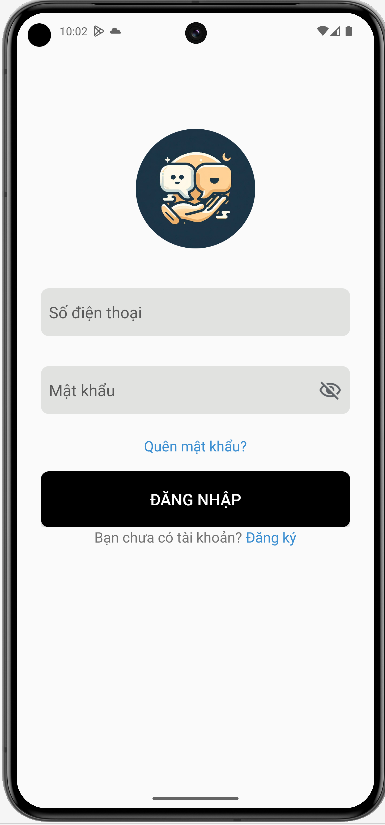 10:02
Số điện thoại
Mật khẩu
Quên mật khẩu?
ĐĂNG NHẬP
Bạn chưa có tài khoản? Đăng ký